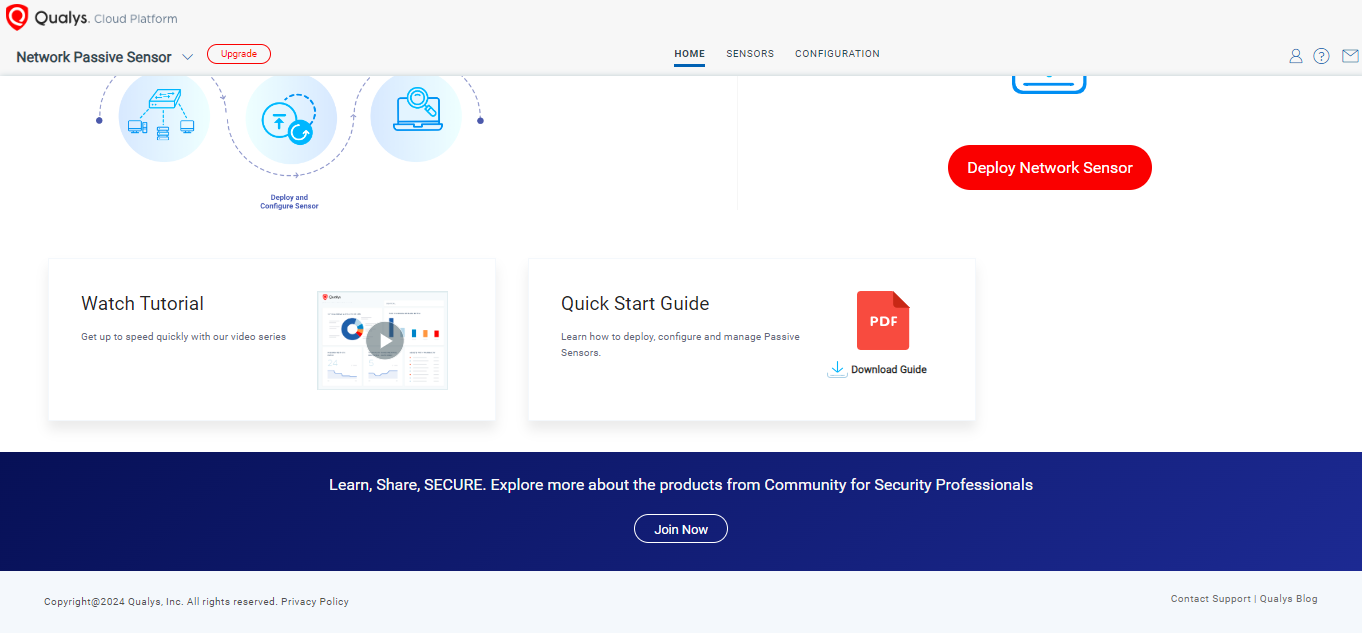 Qualys. Cloud Platform
Network Passive Sensor
Upgrade
HOME
SENSORS
CONFIGURATION
?
Deploy and
Configure Sensor
Deploy Network Sensor
Watch Tutorial
Get up to speed quickly with our video series
Qualys
Quick Start Guide
Learn how to deploy, configure and manage Passive
Sensors.
PDF
Download Guide
Learn, Share, SECURE. Explore more about the products from Community for Security Professionals
Join Now
Copyright@2024 Qualys, Inc. All rights reserved. Privacy Policy
Contact Support | Qualys Blog